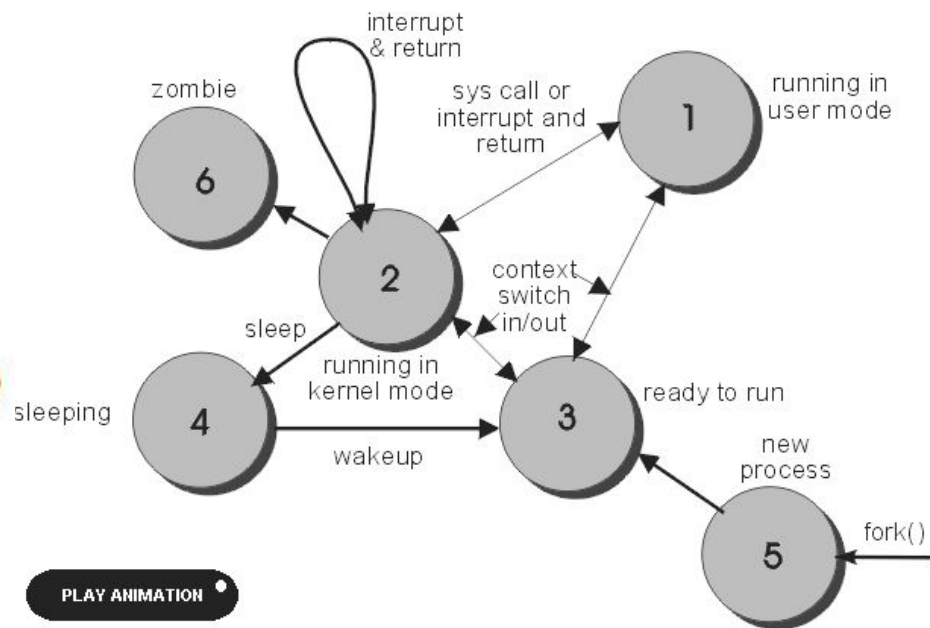 interrupt
& return
zombie
6
sys call or
interrupt and
return
1
running in
user mode
2
context
switch
in/out
sleep
running in
kernel mode
sleeping
4
wakeup
3
ready to run
new
process
5
fork()
PLAY ANIMATION